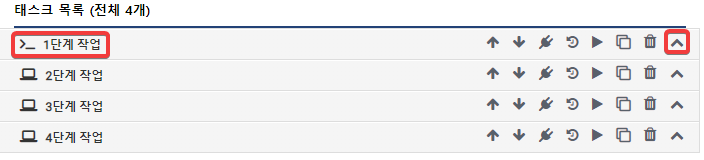 태스크 목록 (전체 4개)
1단계 작업
2단계 작업
3단계 작업
4단계 작업